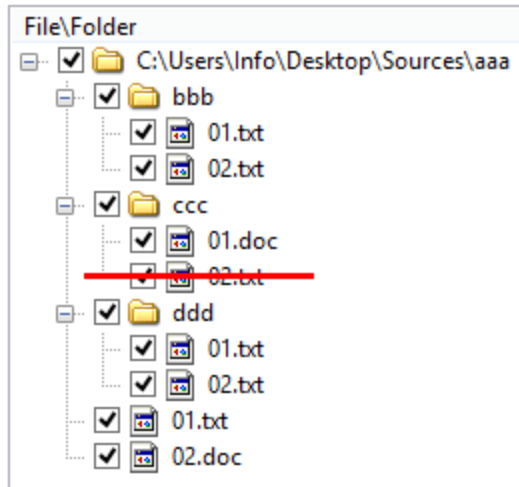 File\Folder
C:\Users\Info\Desktop\Sources\aaa
bbb
01.txt
02.txt
ccc
01.doc
02.txt
ddd
01.txt
02.txt
01.txt
02.doc